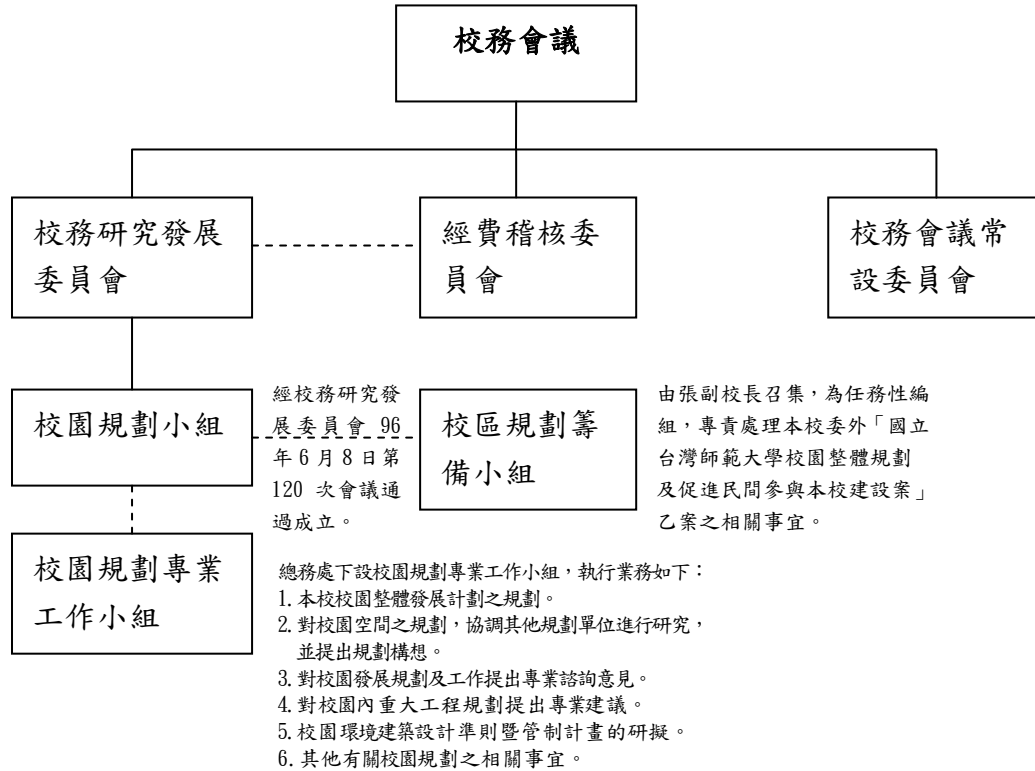 校務會議
校務研究發展
委員會
經費稽核委
員會
校務會議常
設委員會
校園規劃小組
經校務研究發
展委員會 96
年 6 月 8 日第
120 次會議通
過成立。
校區規劃籌
備小組
由張副校長召集，為任務性編
組，專責處理本校委外「國立
台灣師範大學校園整體規劃
及促進民間參與本校建設案」
乙案之相關事宜。
校園規劃專業
工作小組
總務處下設校園規劃專業工作小組，執行業務如下：
1.本校校園整體發展計劃之規劃。
2.對校園空間之規劃，協調其他規劃單位進行研究，
並提出規劃構想。
3.對校園發展規劃及工作提出專業諮詢意見。
4.對校園內重大工程規劃提出專業建議。
5.校園環境建築設計準則暨管制計畫的研擬。
6.其他有關校園規劃之相關事宜。